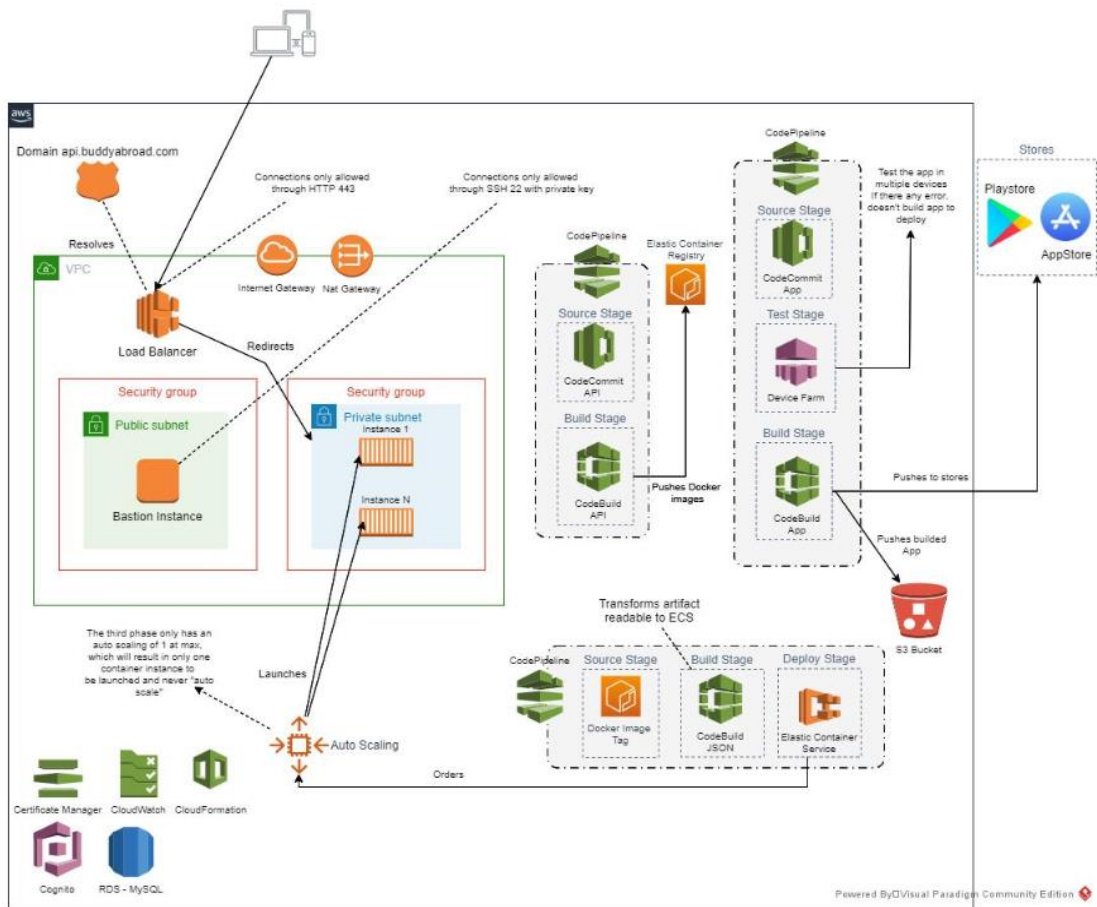 aws
Domain api.buddyabroad.com
Connections only allowed
through HTTP 443
Connections only allowed
through SSH 22 with private key
Resolves
VPC
Internet Gateway
Nat Gateway
Load Balancer
Redirects
Security group
Public subnet
Bastion Instance
Security group
Private subnet
Instance 1
Instance N
The third phase only has an
auto scaling of 1 at max,
which will result in only one
container instance to
be launched and never "auto
scale"
Launches
Auto Scaling
Orders
Certificate Manager
CloudWatch
CloudFormation
Cognito
RDS - MySQL
CodePipeline
Source Stage
CodeCommit
API
Build Stage
CodeBuild
API
Elastic Container
Registry
Pushes Docker
images
CodePipeline
Source Stage
CodeCommit
App
Test Stage
Device Farm
Build Stage
CodeBuild
App
Test the app in
multiple devices
If there any error,
doesn't build app to
deploy
Stores
Playstore
AppStore
Pushes to stores
Pushes builded
App
S3 Bucket
Transforms artifact
readable to ECS
CodePipeline
Source Stage
Docker Image
Tag
Build Stage
CodeBuild
JSON
Deploy Stage
Elastic Container
Service
Powered By□Visual Paradigm Community Edition